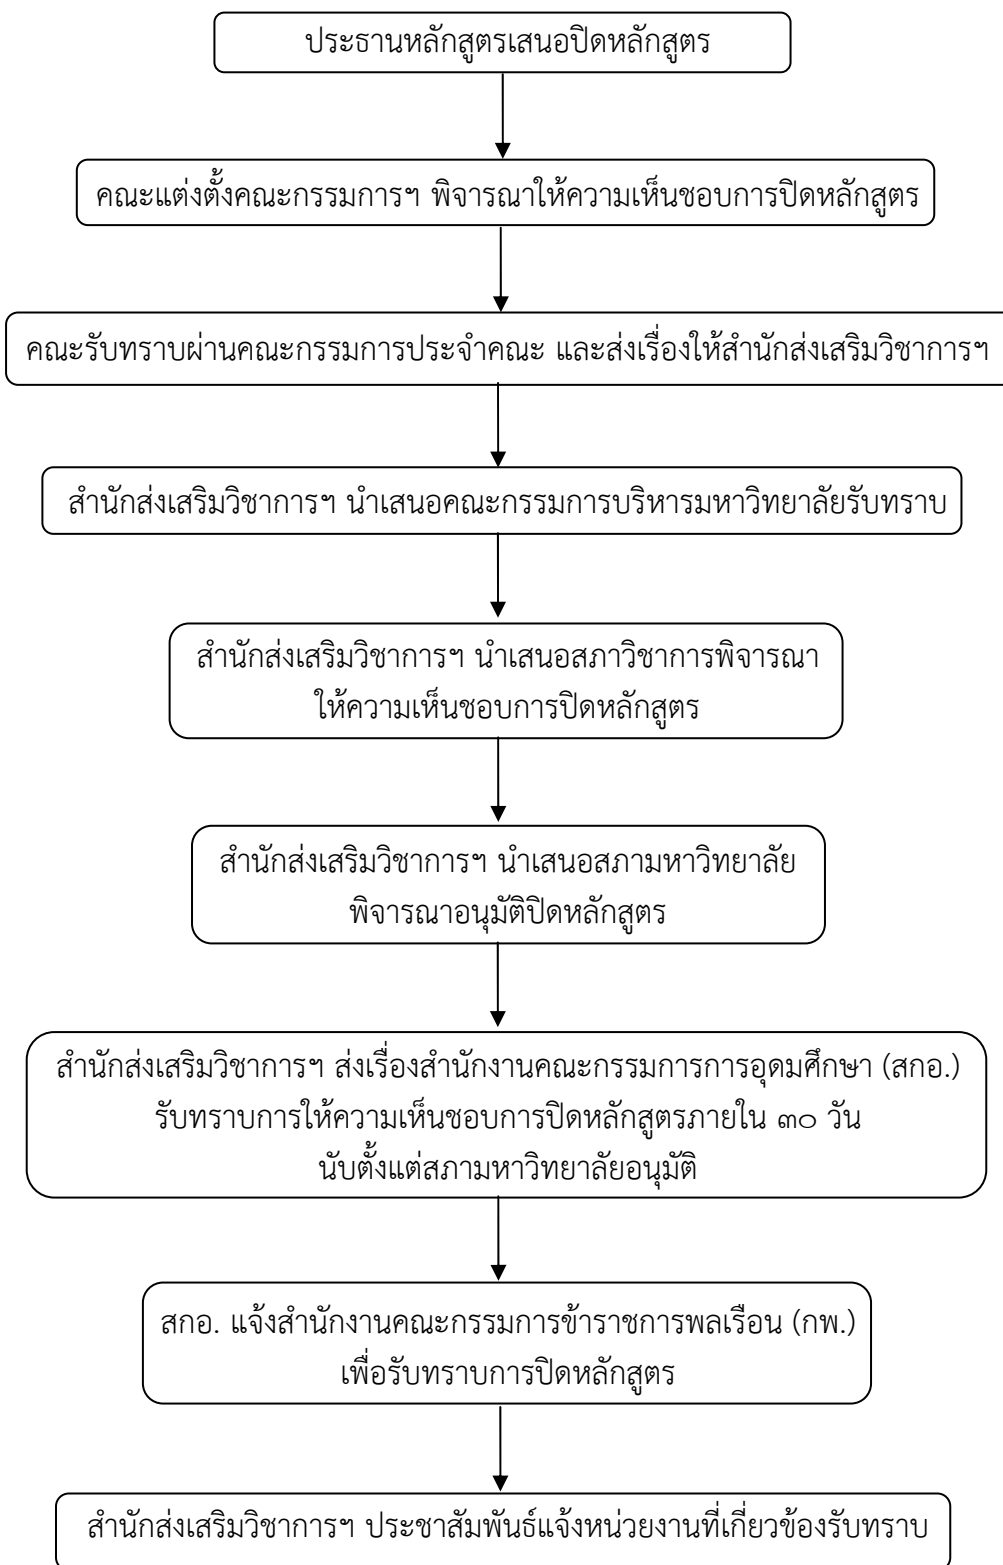 ประธานหลักสูตรเสนอปิดหลักสูตร
คณะแต่งตั้งคณะกรรมการฯ พิจารณาให้ความเห็นชอบการปิดหลักสูตร
คณะรับทราบผ่านคณะกรรมการประจำคณะ และส่งเรื่องให้สำนักส่งเสริมวิชาการฯ
สำนักส่งเสริมวิชาการฯ นำเสนอคณะกรรมการบริหารมหาวิทยาลัยรับทราบ
สำนักส่งเสริมวิชาการฯ นำเสนอสภาวิชาการพิจารณา
ให้ความเห็นชอบการปิดหลักสูตร
สำนักส่งเสริมวิชาการฯ นำเสนอสภามหาวิทยาลัย
พิจารณาอนุมัติปิดหลักสูตร
สำนักส่งเสริมวิชาการฯ ส่งเรื่องสำนักงานคณะกรรมการการอุดมศึกษา (สกอ.)
รับทราบการให้ความเห็นชอบการปิดหลักสูตรภายใน ๓๐ วัน
นับตั้งแต่สภามหาวิทยาลัยอนุมัติ
สกอ. แจ้งสำนักงานคณะกรรมการข้าราชการพลเรือน (กพ.)
เพื่อรับทราบการปิดหลักสูตร
สำนักส่งเสริมวิชาการฯ ประชาสัมพันธ์แจ้งหน่วยงานที่เกี่ยวข้องรับทราบ